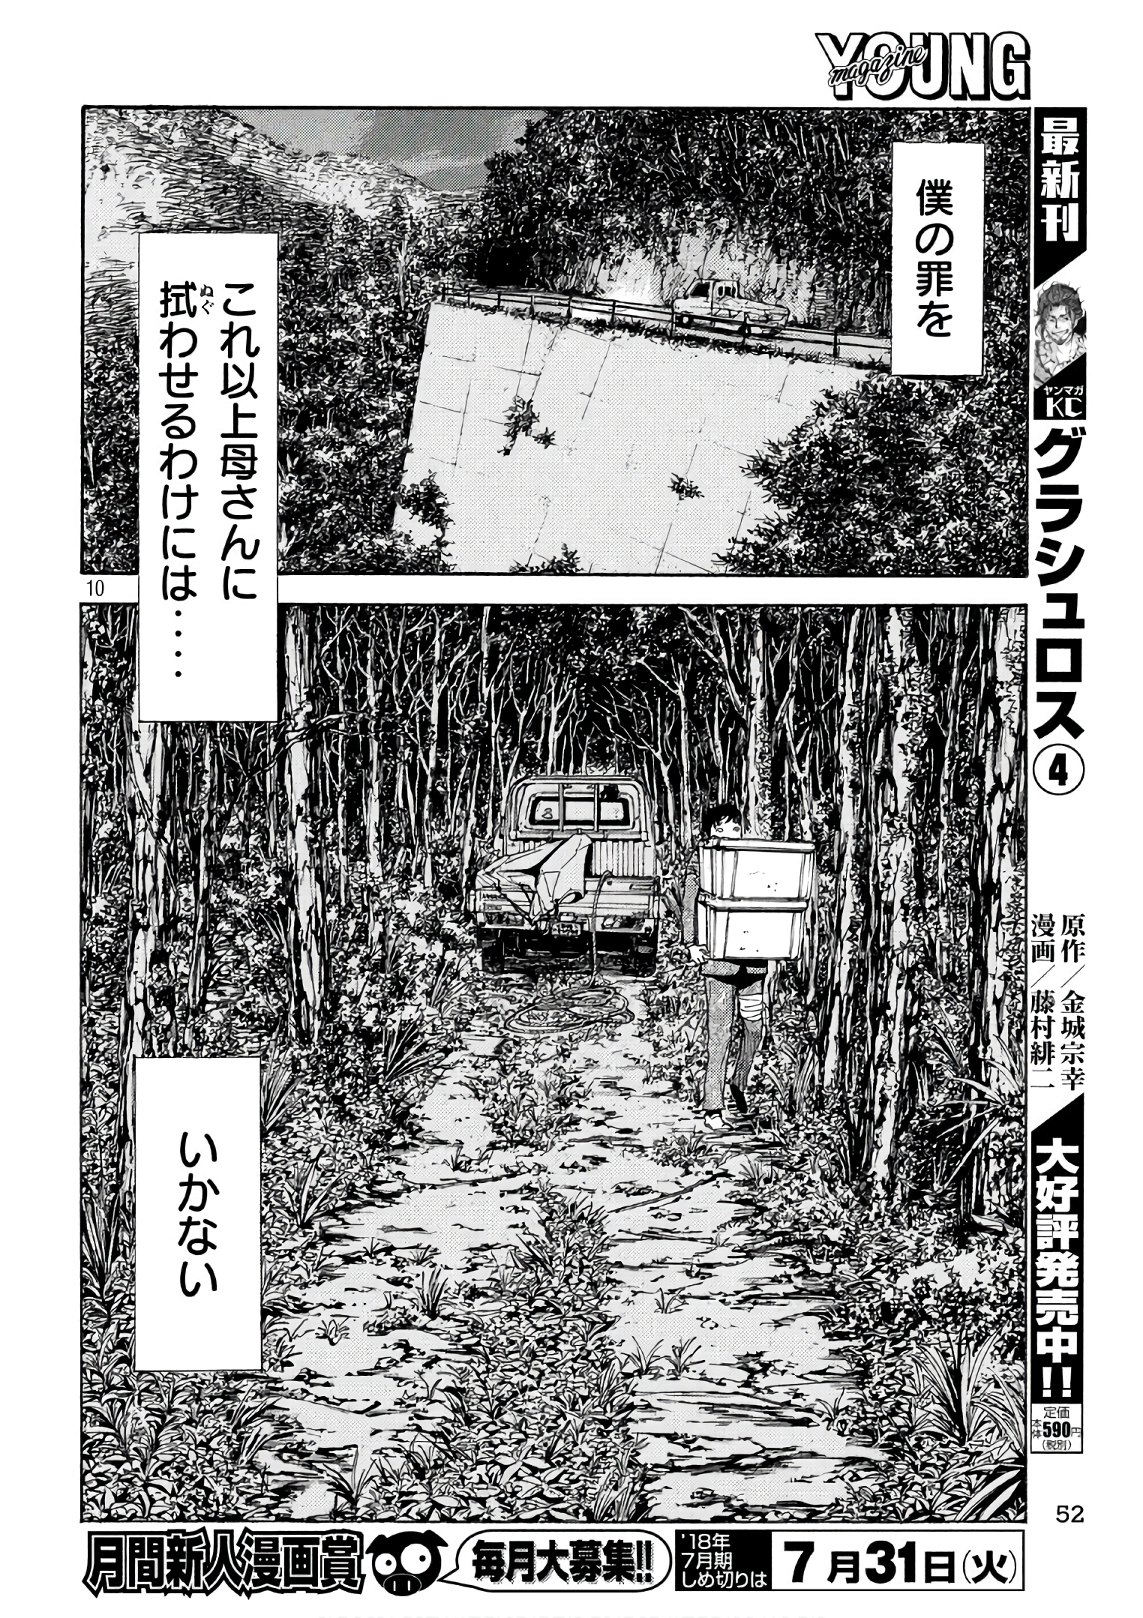 YOUNG
magazine
僕の罪を
これ以上母さんに
拭わせるわけには・・・・
ぬぐ
いかない
10
最新刊
ヤンマガ
KC
グラシュロス④
原作／金城宗幸
漫画／藤村緋二
大好評発売中!!
定価
本体590円
(税別)
52
月間新人漫画賞
毎月大募集!!
'18年
7月期
しめ切りは
7月31日(火)